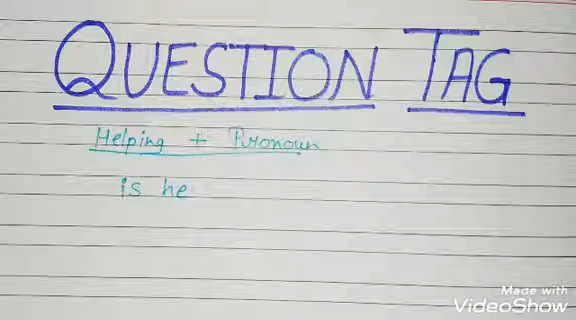 QUESTION TAG
Helping + Pronoun
is he
Made with
VideoShow